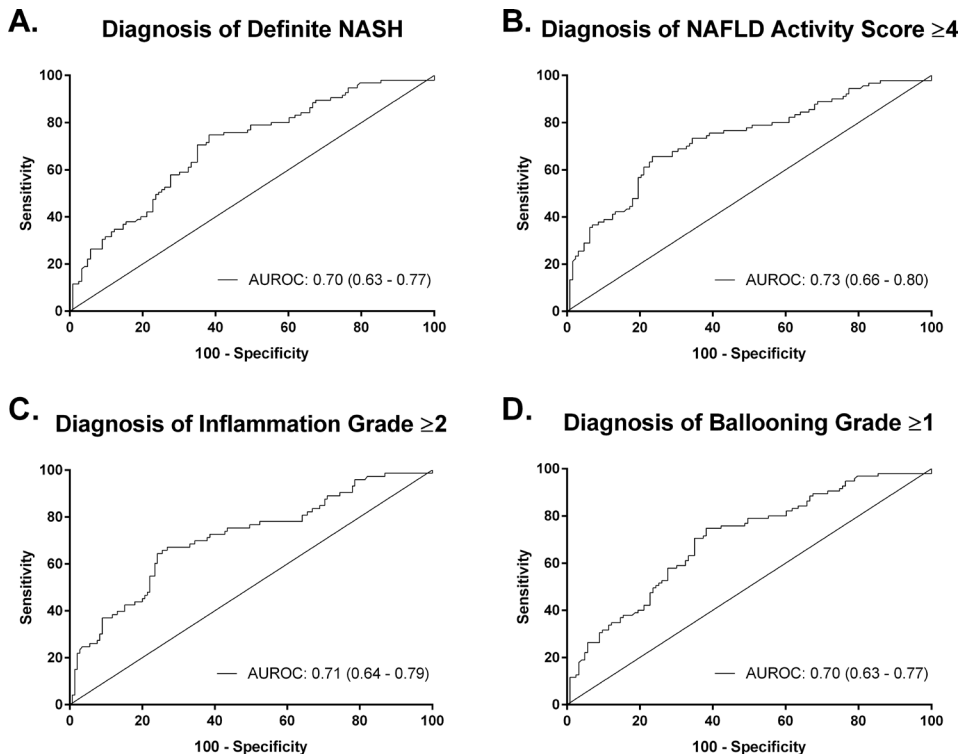 A. Diagnosis of Definite NASH
100
80
60
40
20
0
Sensitivity
AUROC: 0.70 (0.63 - 0.77)
0 20 40 60 80 100
100 - Specificity
B. Diagnosis of NAFLD Activity Score ≥4
100
80
60
40
20
0
Sensitivity
AUROC: 0.73 (0.66 - 0.80)
0 20 40 60 80 100
100 - Specificity
C. Diagnosis of Inflammation Grade ≥2
100
80
60
40
20
0
Sensitivity
AUROC: 0.71 (0.64 - 0.79)
0 20 40 60 80 100
100 - Specificity
D. Diagnosis of Ballooning Grade ≥1
100
80
60
40
20
0
Sensitivity
AUROC: 0.70 (0.63 - 0.77)
0 20 40 60 80 100
100 - Specificity